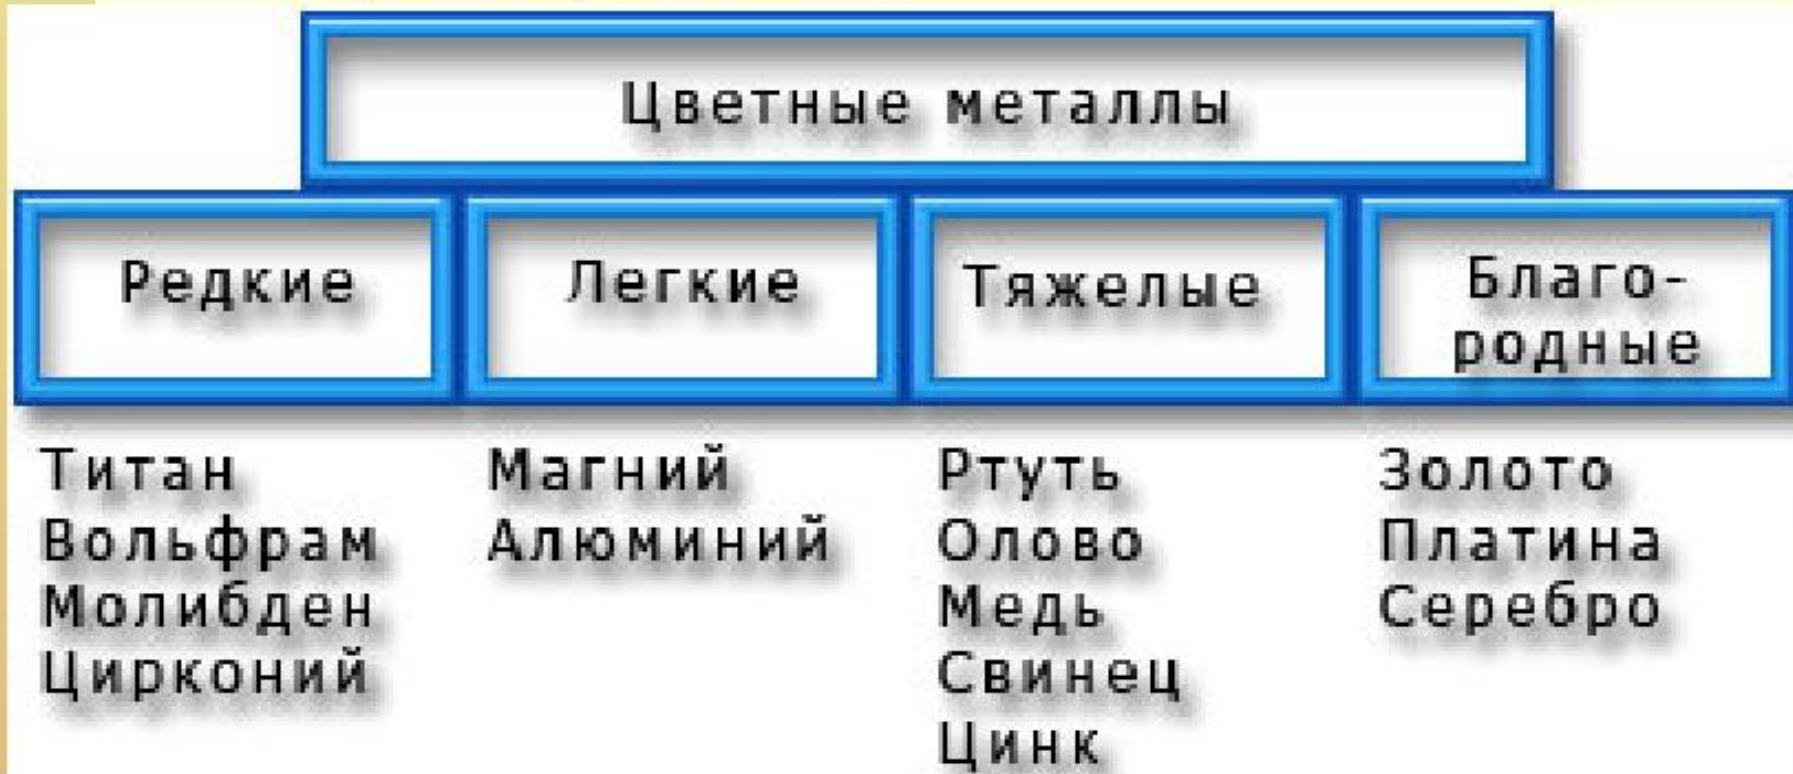 Цветные металлы
Редкие
Легкие
Тяжелые
Благо-
родные
Титан
Вольфрам
Молибден
Цирконий
Магний
Алюминий
Ртуть
Олово
Медь
Свинец
Цинк
Золото
Платина
Серебро